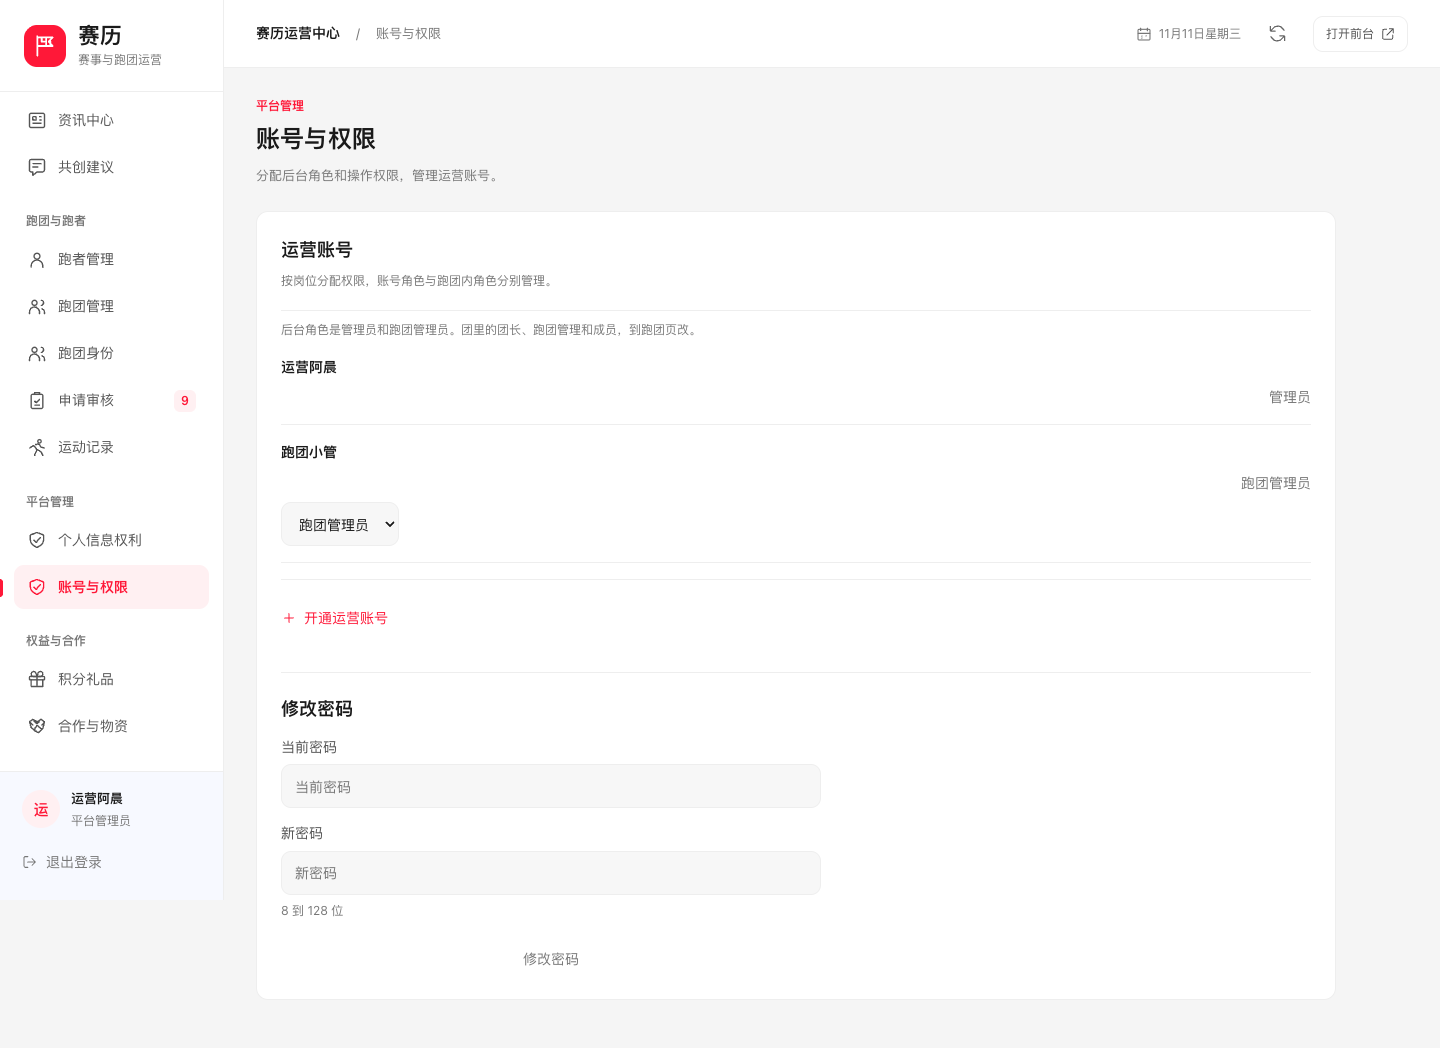 赛历
赛事与跑团运营
资讯中心
共创建议
跑团与跑者
跑者管理
跑团管理
跑团身份
申请审核 9
运动记录
平台管理
个人信息权利
账号与权限
权益与合作
积分礼品
合作与物资
运 运营阿晨
平台管理员
退出登录
赛历运营中心 / 账号与权限
11月11日星期三
打开前台
平台管理
账号与权限
分配后台角色和操作权限，管理运营账号。
运营账号
按岗位分配权限，账号角色与跑团内角色分别管理。
后台角色是管理员和跑团管理员。团里的团长、跑团管理和成员，到跑团页改。
运营阿晨
管理员
跑团小管
跑团管理员
跑团管理员
开通运营账号
修改密码
当前密码
当前密码
新密码
新密码
8 到 128 位
修改密码